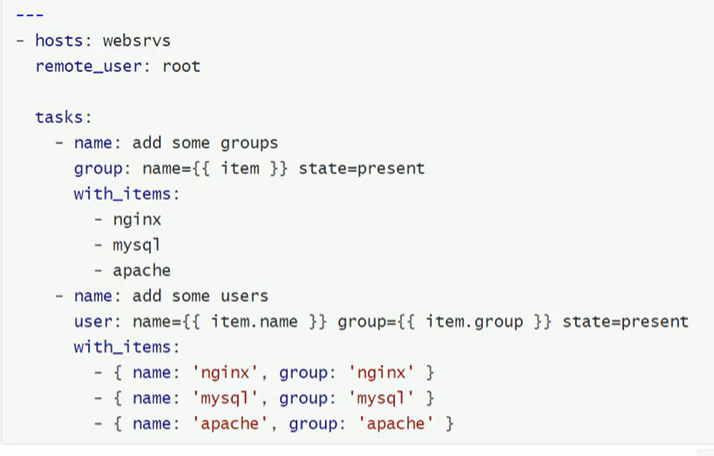 ---
- hosts: websrvs
  remote_user: root

  tasks:
    - name: add some groups
      group: name={{ item }} state=present
      with_items:
        - nginx
        - mysql
        - apache
    - name: add some users
      user: name={{ item.name }} group={{ item.group }} state=present
      with_items:
        - { name: 'nginx', group: 'nginx' }
        - { name: 'mysql', group: 'mysql' }
        - { name: 'apache', group: 'apache' }